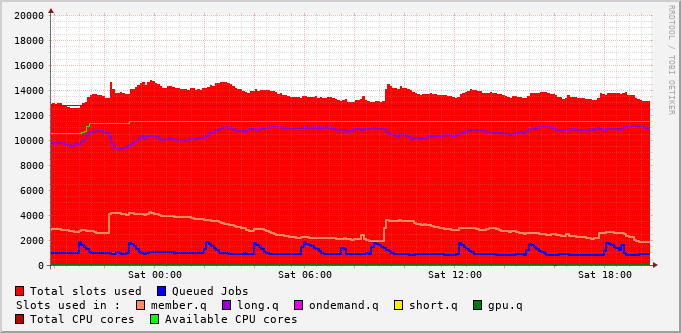 20000
18000
16000
14000
12000
10000
8000
6000
4000
2000
0
Sat 00:00 Sat 06:00 Sat 12:00 Sat 18:00
RRDTOOL / TOBI OETIKER
Total slots used Queued Jobs
Slots used in : member.q long.q ondemand.q short.q gpu.q
Total CPU cores Available CPU cores